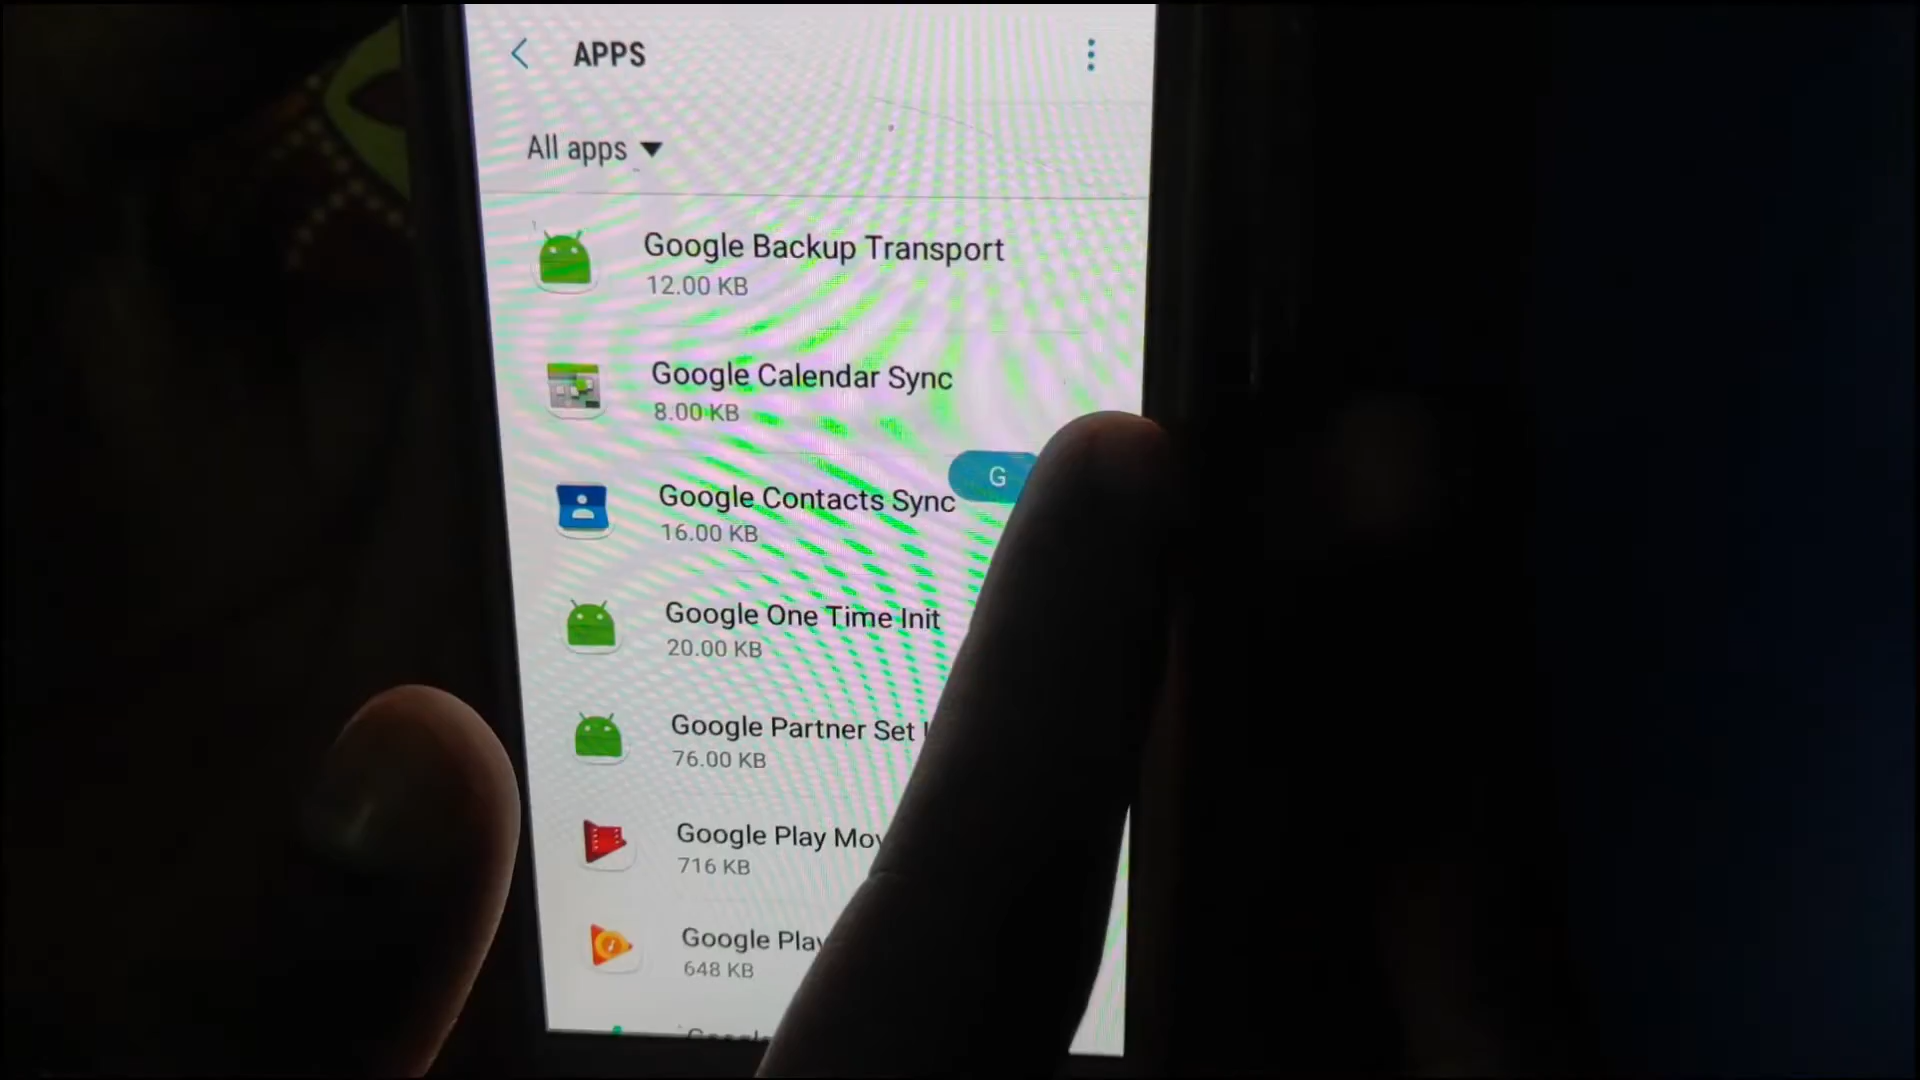 APPS
All apps
Google Backup Transport
12.00 KB
Google Calendar Sync
8.00 KB
G
Google Contacts Sync
16.00 KB
Google One Time Init
20.00 KB
Google Partner Set
76.00 KB
Google Play Mov
716 KB
Google Play
648 KB